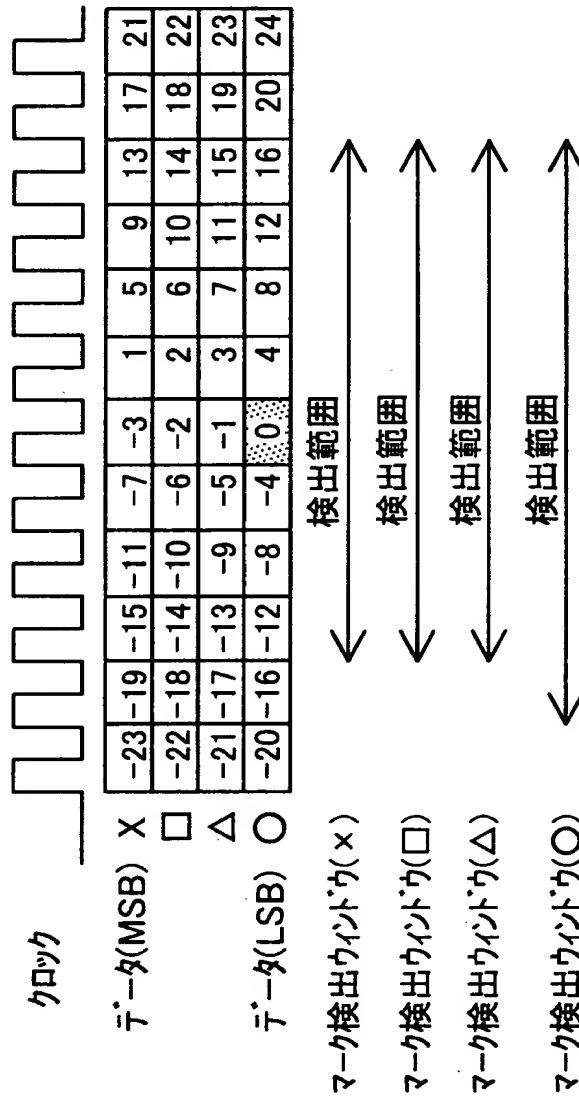 クロック
データ(MSB) × -23 -19 -15 -11 -7 -3 1 5 9 13 17 21
□ -22 -18 -14 -10 -6 -2 2 6 10 14 18 22
△ -21 -17 -13 -9 -5 -1 3 7 11 15 19 23
データ(LSB) ○ -20 -16 -12 -8 -4 0 4 8 12 16 20 24
マーク検出ウィンドウ(×) 検出範囲
マーク検出ウィンドウ(□) 検出範囲
マーク検出ウィンドウ(△) 検出範囲
マーク検出ウィンドウ(○) 検出範囲